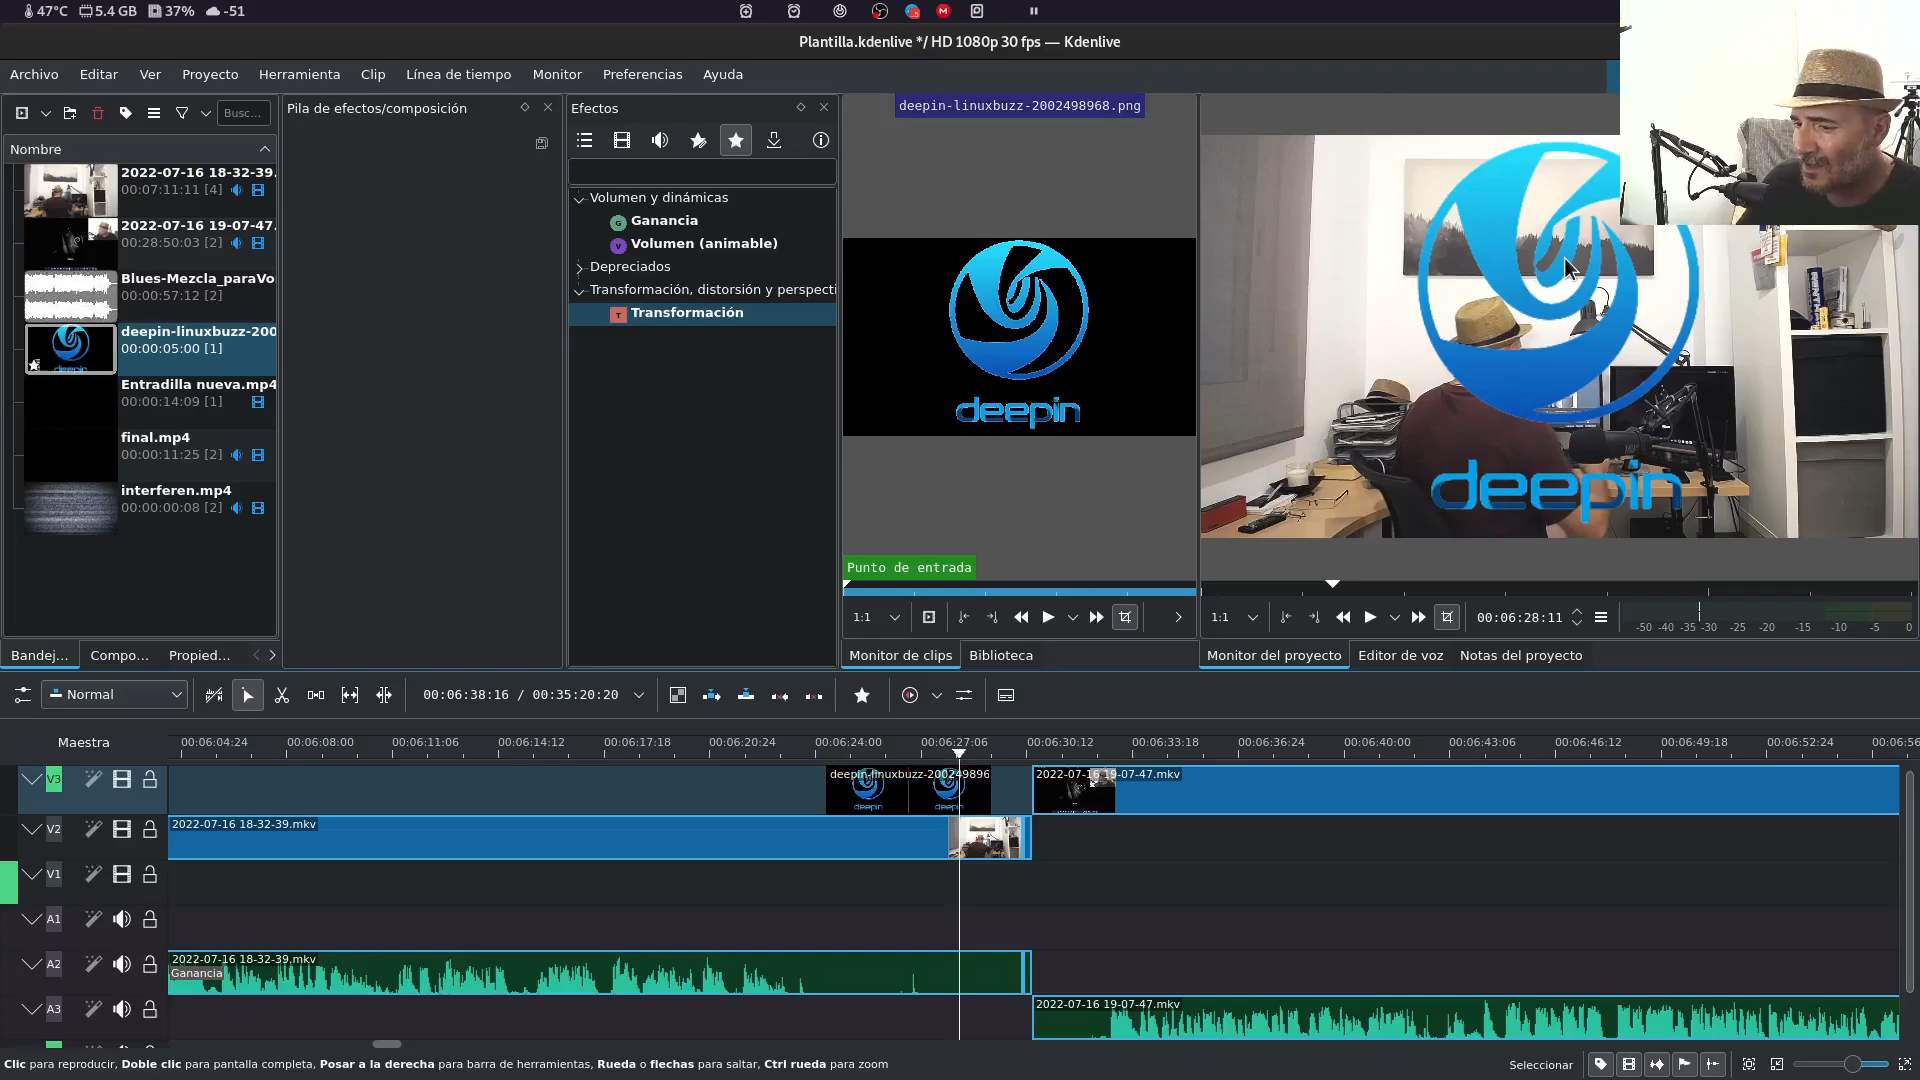 47°C 5.4 GB 37% -51
Plantilla.kdenlive */ HD 1080p 30 fps — Kdenlive
Archivo Editar Ver Proyecto Herramienta Clip Línea de tiempo Monitor Preferencias Ayuda
Busc...
Pila de efectos/composición
Efectos
deepin-linuxbuzz-2002498968.png
Nombre
2022-07-16 18-32-39.
00:07:11:11 [4]
2022-07-16 19-07-47.
00:28:50:03 [2]
Blues-Mezcla_paraVo
00:00:57:12 [2]
deepin-linuxbuzz-200
00:00:05:00 [1]
Entradilla nueva.mp4
00:00:14:09 [1]
final.mp4
00:00:11:25 [2]
interferen.mp4
00:00:00:08 [2]
Volumen y dinámicas
Ganancia
Volumen (animable)
Depreciados
Transformación, distorsión y perspecti
Transformación
deepin
deepin
Punto de entrada
1:1
1:1
00:06:28:11
-50 -40 -35 -30 -25 -20 -15 -10 -5 0
Bandej... Compo... Propied...
Monitor de clips Biblioteca
Monitor del proyecto Editor de voz Notas del proyecto
Normal
00:06:38:16 / 00:35:20:20
Maestra
00:06:04:24 00:06:08:00 00:06:11:06 00:06:14:12 00:06:17:18 00:06:20:24 00:06:24:00 00:06:27:06 00:06:30:12 00:06:33:18 00:06:36:24 00:06:40:00 00:06:43:06 00:06:46:12 00:06:49:18 00:06:52:24 00:06:56
V3
deepin-linuxbuzz-200249896
deepin deepin
2022-07-16 19-07-47.mkv
V2
2022-07-16 18-32-39.mkv
V1
A1
A2
2022-07-16 18-32-39.mkv
Ganancia
A3
2022-07-16 19-07-47.mkv
Clic para reproducir, Doble clic para pantalla completa, Posar a la derecha para barra de herramientas, Rueda o flechas para saltar, Ctrl rueda para zoom
Seleccionar